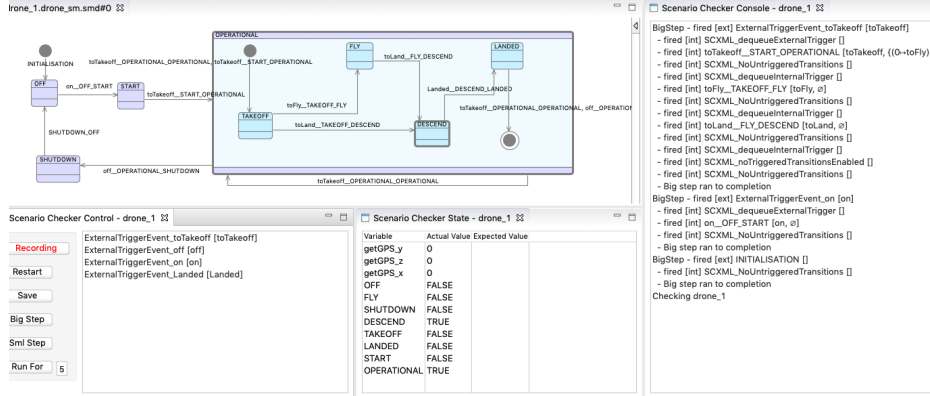 rone_1.drone_sm.smd#0
INITIALISATION
OFF
on__OFF_START
START
toTakeoff__OPERATIONAL_OPERATIONAL, toTakeoff__START_OPERATIONAL
toTakeoff__START_OPERATIONAL
SHUTDOWN_OFF
SHUTDOWN
off__OPERATIONAL_SHUTDOWN
OPERATIONAL
FLY
toLand__FLY_DESCEND
LANDED
Landed__DESCEND_LANDED
toFly__TAKEOFF_FLY
TAKEOFF
toLand__TAKEOFF_DESCEND
DESCEND
toTakeoff__OPERATIONAL_OPERATIONAL, off__OPERATION
toTakeoff__OPERATIONAL_OPERATIONAL
Scenario Checker Control - drone_1
Recording
Restart
Save
Big Step
Sml Step
Run For 5
ExternalTriggerEvent_toTakeoff [toTakeoff]
ExternalTriggerEvent_off [off]
ExternalTriggerEvent_on [on]
ExternalTriggerEvent_Landed [Landed]
Scenario Checker State - drone_1
Variable Actual Value Expected Value
getGPS_y 0
getGPS_z 0
getGPS_x 0
OFF FALSE
FLY FALSE
SHUTDOWN FALSE
DESCEND TRUE
TAKEOFF FALSE
LANDED FALSE
START FALSE
OPERATIONAL TRUE
Scenario Checker Console - drone_1
BigStep - fired [ext] ExternalTriggerEvent_toTakeoff [toTakeoff]
- fired [int] SCXML_dequeueExternalTrigger []
- fired [int] toTakeoff__START_OPERATIONAL [toTakeoff, {(0↦toFly)
- fired [int] SCXML_NoUntriggeredTransitions []
- fired [int] SCXML_dequeueInternalTrigger []
- fired [int] toFly__TAKEOFF_FLY [toFly, ∅]
- fired [int] SCXML_NoUntriggeredTransitions []
- fired [int] SCXML_dequeueInternalTrigger []
- fired [int] toLand__FLY_DESCEND [toLand, ∅]
- fired [int] SCXML_NoUntriggeredTransitions []
- fired [int] SCXML_dequeueInternalTrigger []
- fired [int] SCXML_noTriggeredTransitionsEnabled []
- fired [int] SCXML_NoUntriggeredTransitions []
- Big step ran to completion
BigStep - fired [ext] ExternalTriggerEvent_on [on]
- fired [int] SCXML_dequeueExternalTrigger []
- fired [int] on__OFF_START [on, ∅]
- fired [int] SCXML_NoUntriggeredTransitions []
- Big step ran to completion
BigStep - fired [ext] INITIALISATION []
- fired [int] SCXML_NoUntriggeredTransitions []
- Big step ran to completion
Checking drone_1